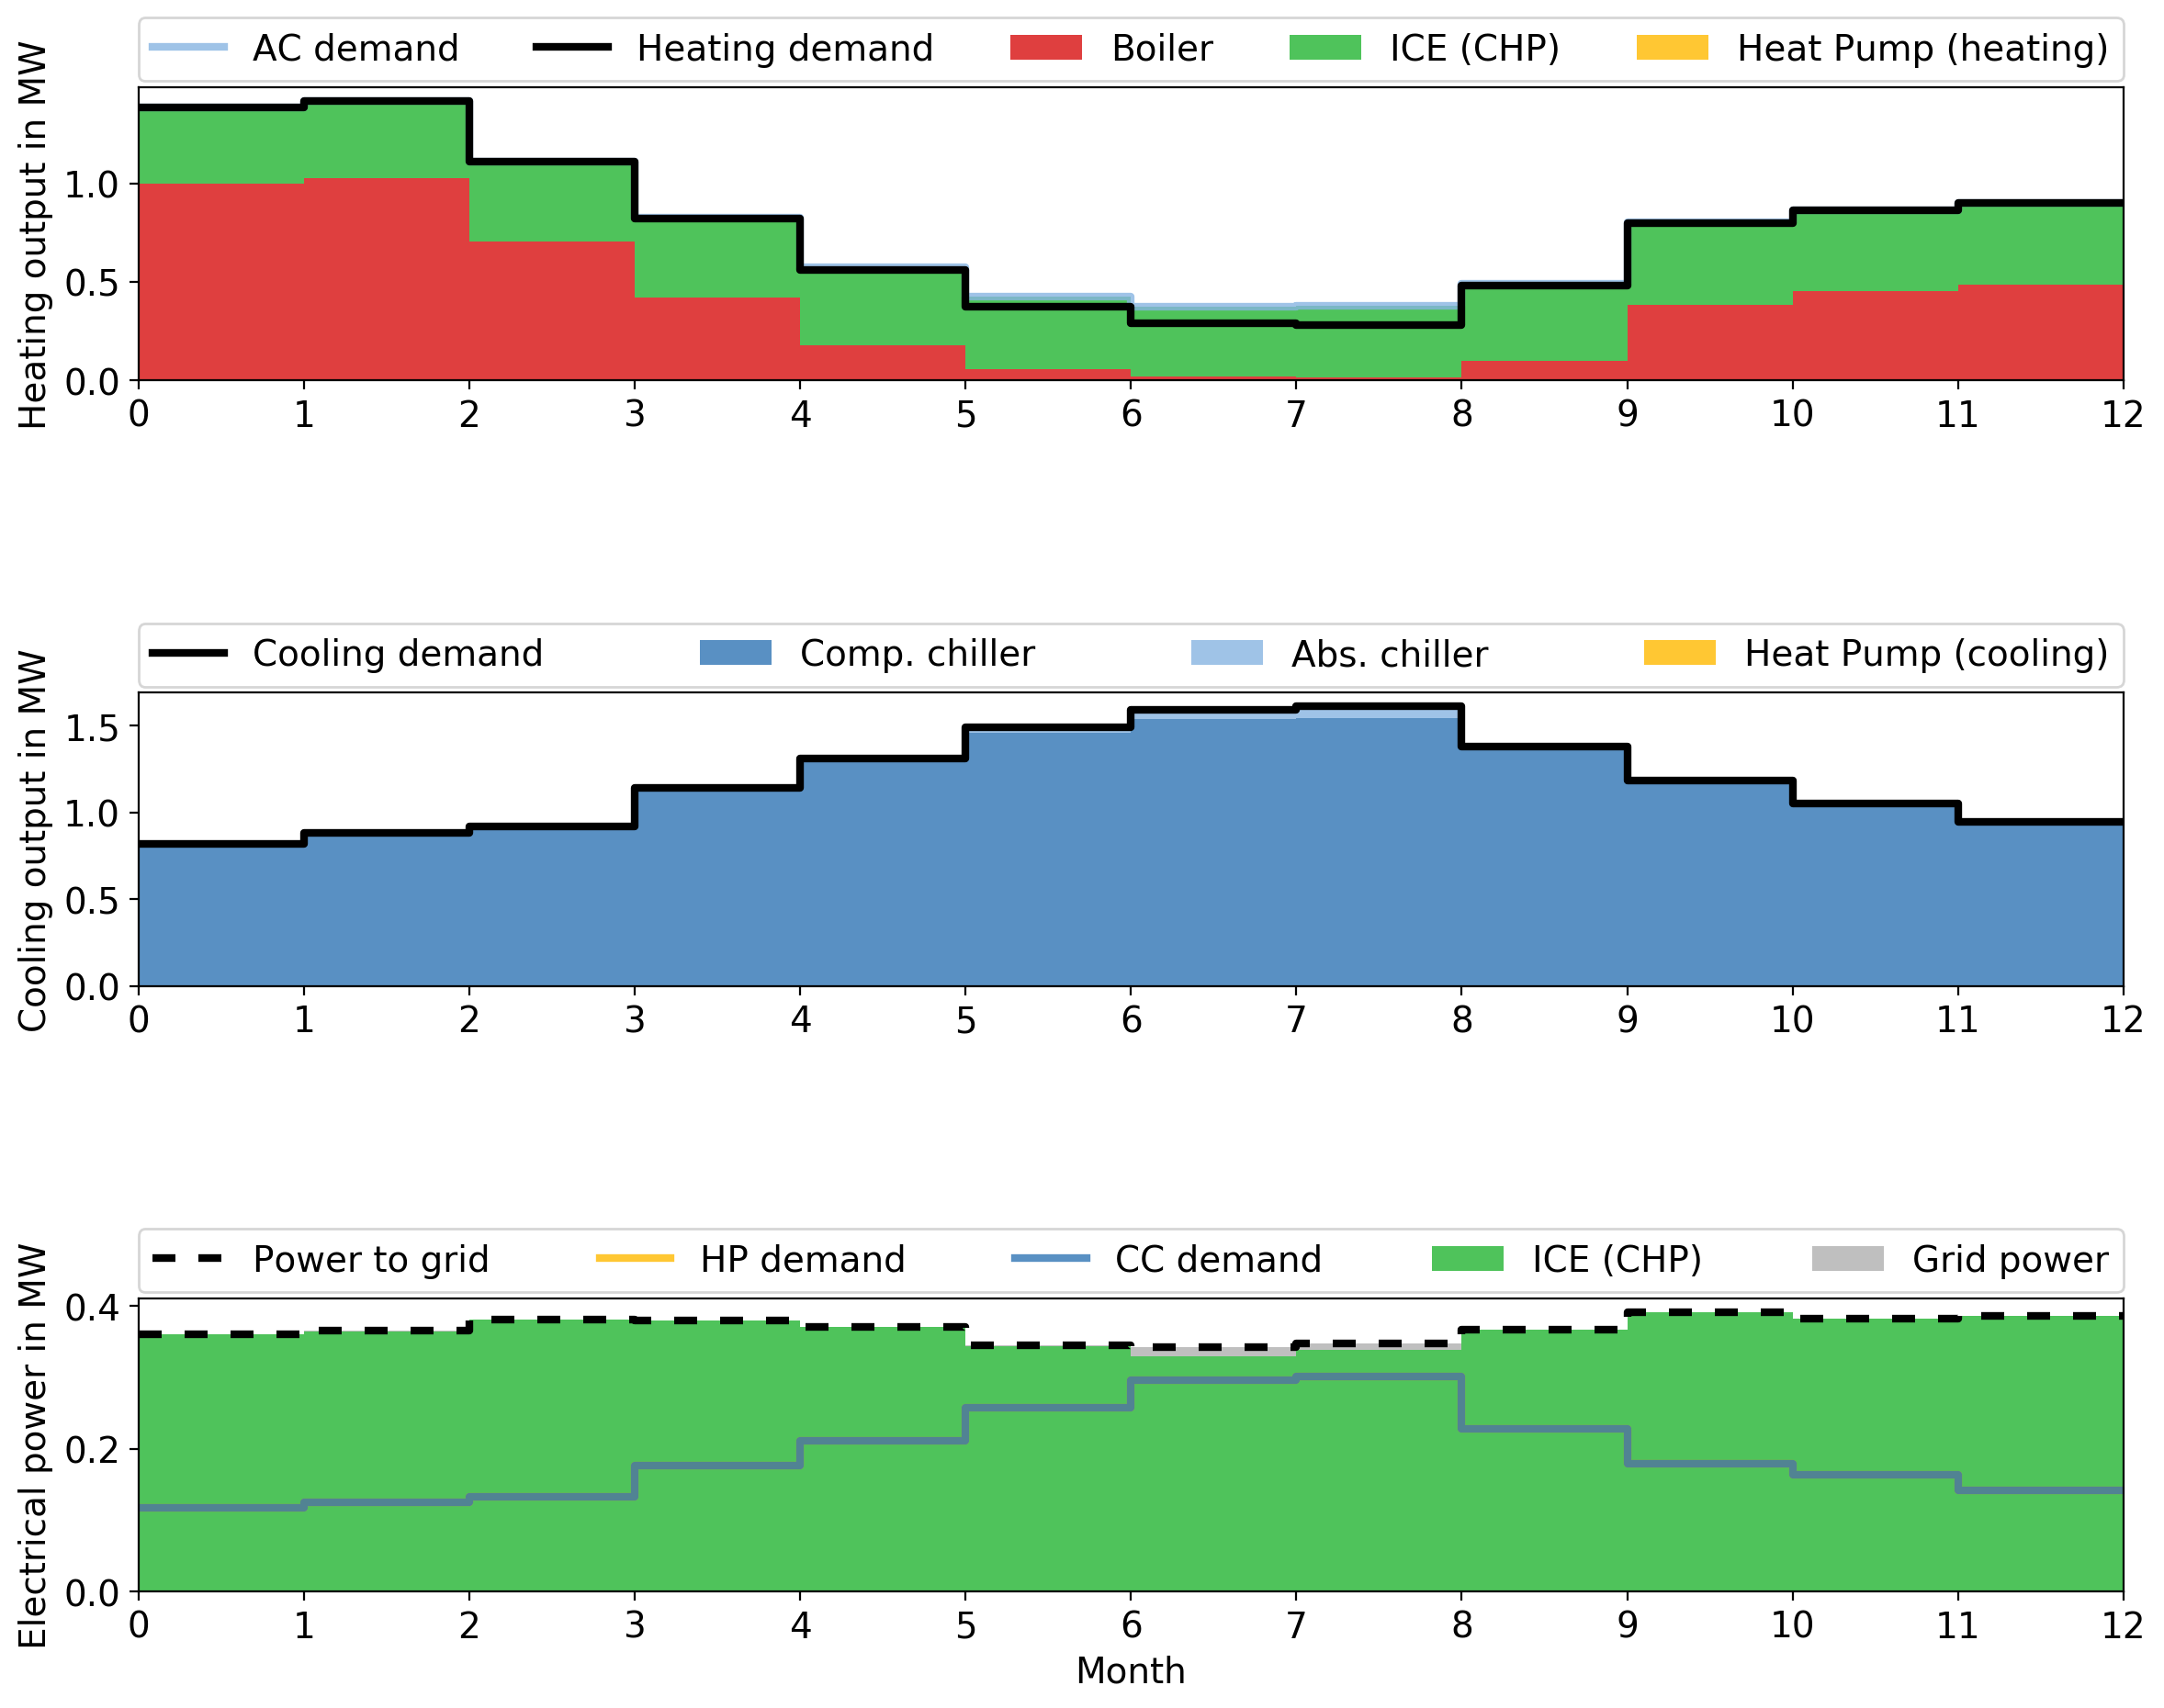 AC demand Heating demand Boiler ICE (CHP) Heat Pump (heating)
Heating output in MW
1.0
0.5
0.0
0 1 2 3 4 5 6 7 8 9 10 11 12
Cooling demand Comp. chiller Abs. chiller Heat Pump (cooling)
Cooling output in MW
1.5
1.0
0.5
0.0
0 1 2 3 4 5 6 7 8 9 10 11 12
Power to grid HP demand CC demand ICE (CHP) Grid power
Electrical power in MW
0.4
0.2
0.0
0 1 2 3 4 5 6 7 8 9 10 11 12
Month